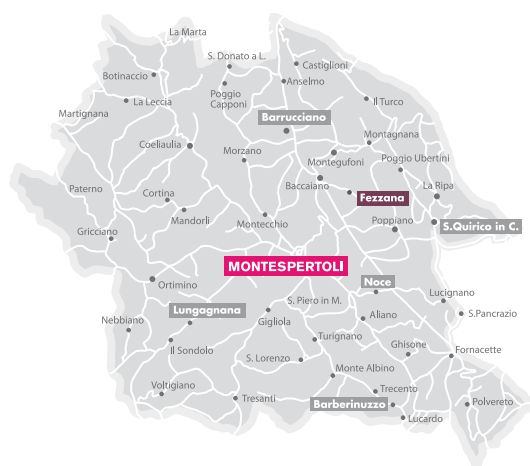 La Marta
S. Donato a L.
Castiglioni
Botinaccio
Anselmo
Poggio
Capponi
La Leccia
Il Turco
Martignana
Barrucciano
Montagnana
Coeliaulia
Morzano
Montegufoni
Poggio Ubertini
Baccaiano
La Ripa
Paterno
Cortina
Fezzana
Mandorli
Montecchio
Poppiano
S.Quirico in C.
Gricciano
MONTESPERTOLI
Ortimino
Noce
Lucignano
S. Piero in M.
Lungagnana
S.Pancrazio
Nebbiano
Gigliola
Aliano
Turignano
Il Sondolo
Ghisone
Fornacette
S. Lorenzo
Monte Albino
Voltigiano
Trecento
Tresanti
Barberinuzzo
Polvereto
Lucardo